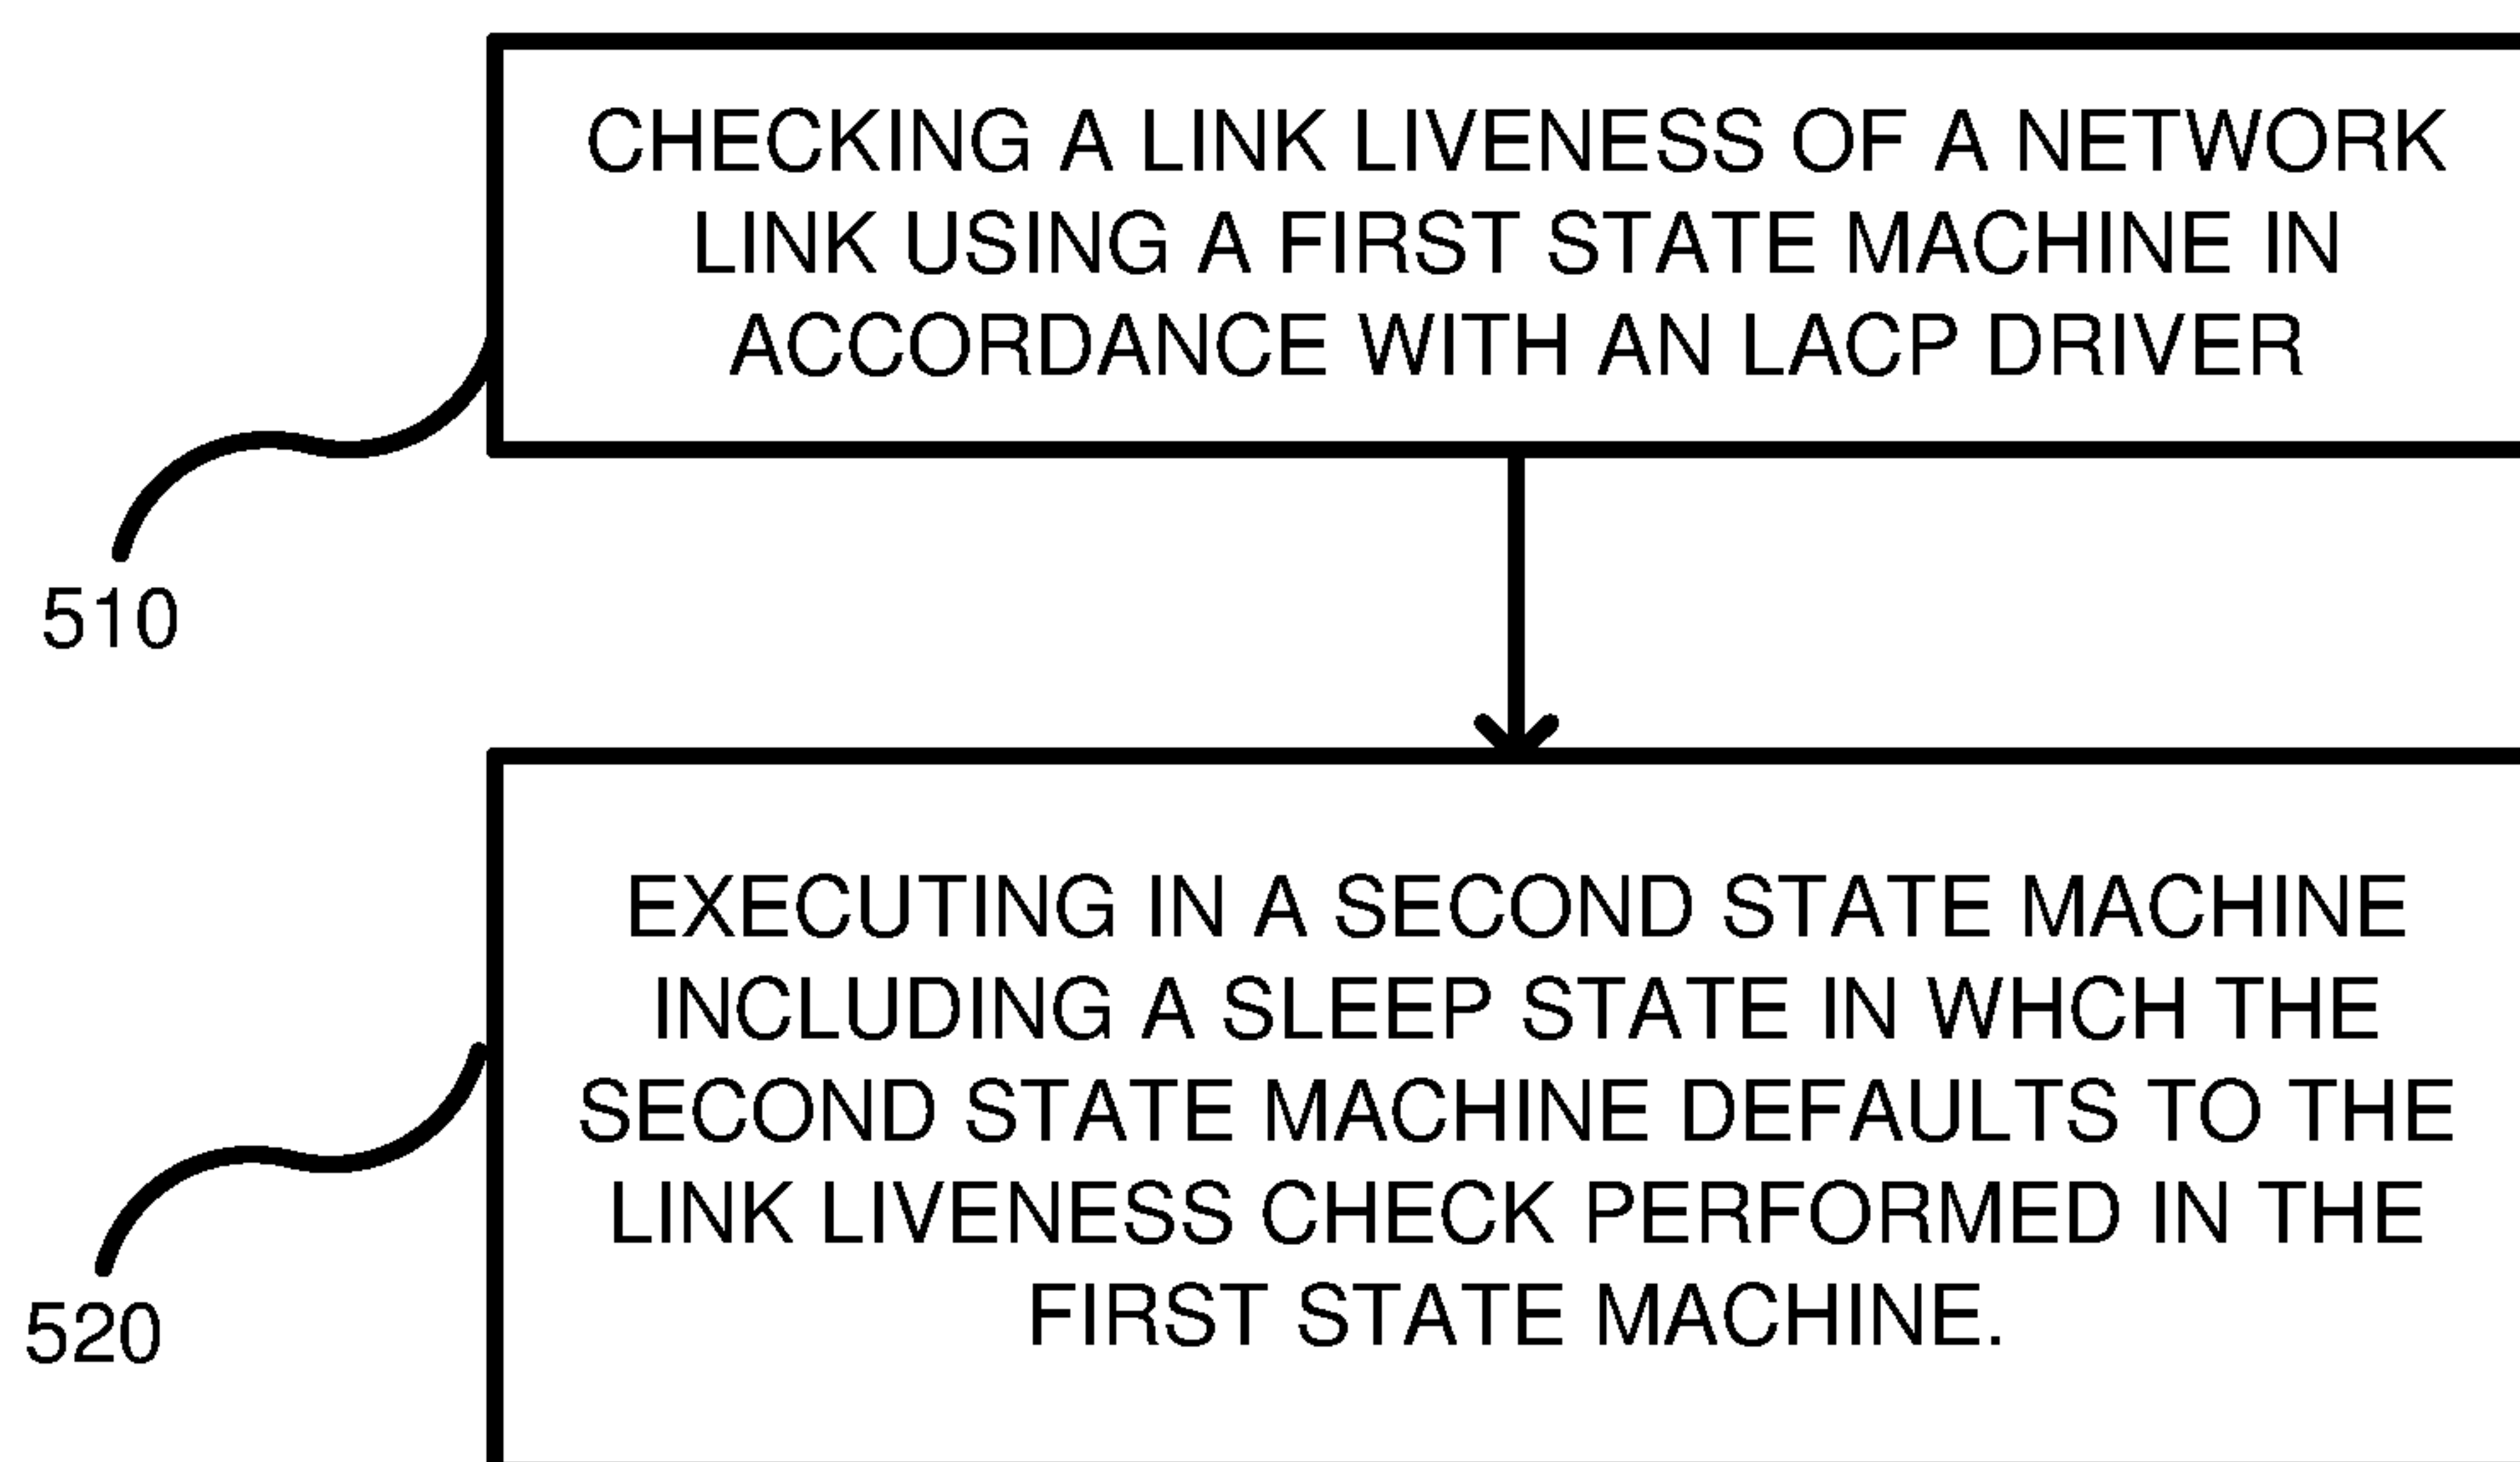 CHECKING A LINK LIVENESS OF A NETWORK
LINK USING A FIRST STATE MACHINE IN
ACCORDANCE WITH AN LACP DRIVER
510
EXECUTING IN A SECOND STATE MACHINE
INCLUDING A SLEEP STATE IN WHCH THE
SECOND STATE MACHINE DEFAULTS TO THE
LINK LIVENESS CHECK PERFORMED IN THE
FIRST STATE MACHINE.
520